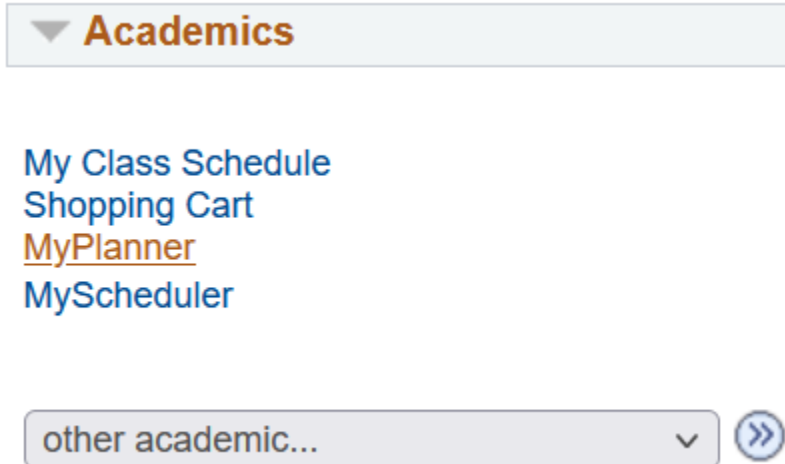 Academics
My Class Schedule
Shopping Cart
MyPlanner
MyScheduler
other academic...